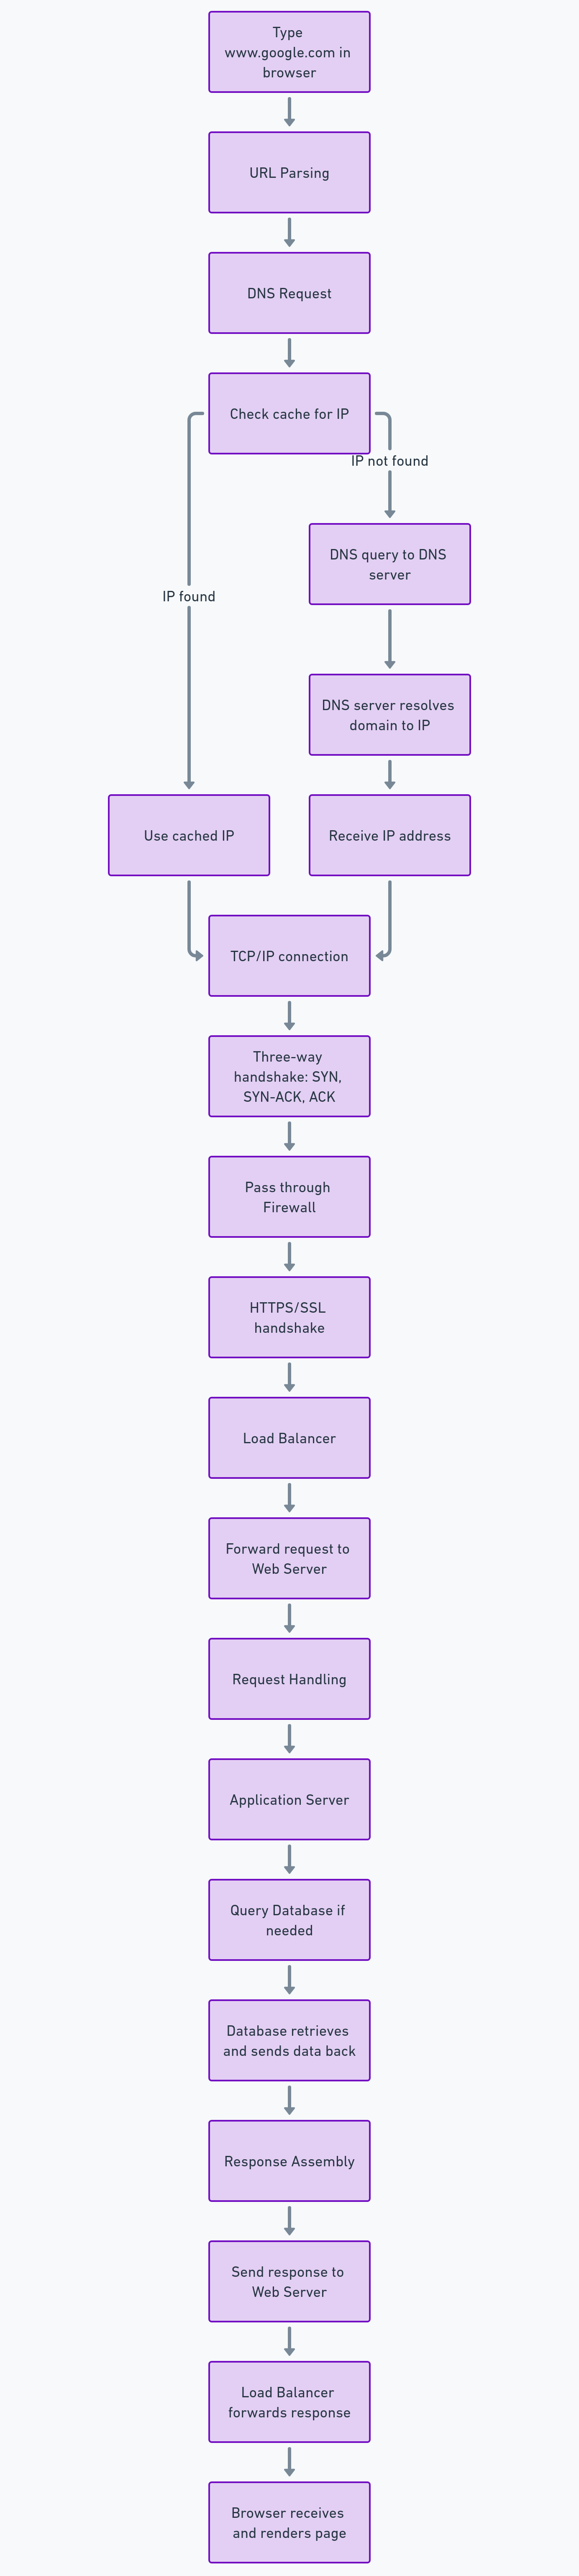 Type
www.google.com in
browser
URL Parsing
DNS Request
Check cache for IP
IP not found
DNS query to DNS
server
IP found
DNS server resolves
domain to IP
Use cached IP
Receive IP address
TCP/IP connection
Three-way
handshake: SYN,
SYN-ACK, ACK
Pass through
Firewall
HTTPS/SSL
handshake
Load Balancer
Forward request to
Web Server
Request Handling
Application Server
Query Database if
needed
Database retrieves
and sends data back
Response Assembly
Send response to
Web Server
Load Balancer
forwards response
Browser receives
and renders page